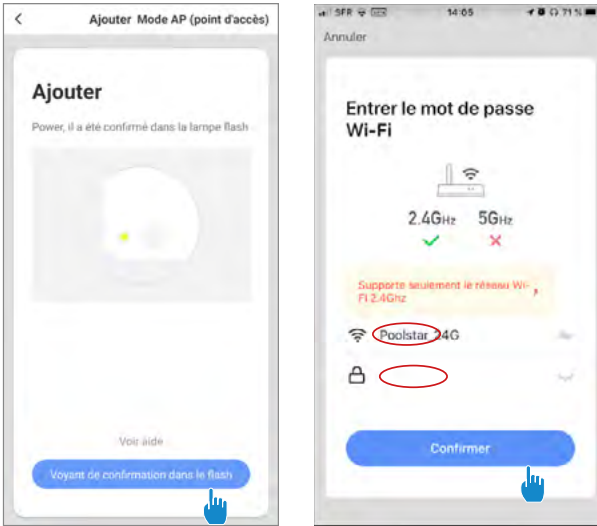 Ajouter Mode AP (point d'accès)
Ajouter
Power, il a été confirmé dans la lampe flash
Voir aide
Voyant de confirmation dans le flash
SFR 14:05 71 %
Annuler
Entrer le mot de passe
Wi-Fi
2.4GHz 5GHz
Supporte seulement le réseau Wi-
Fi 2.4Ghz
Poolstar_24G
Confirmer